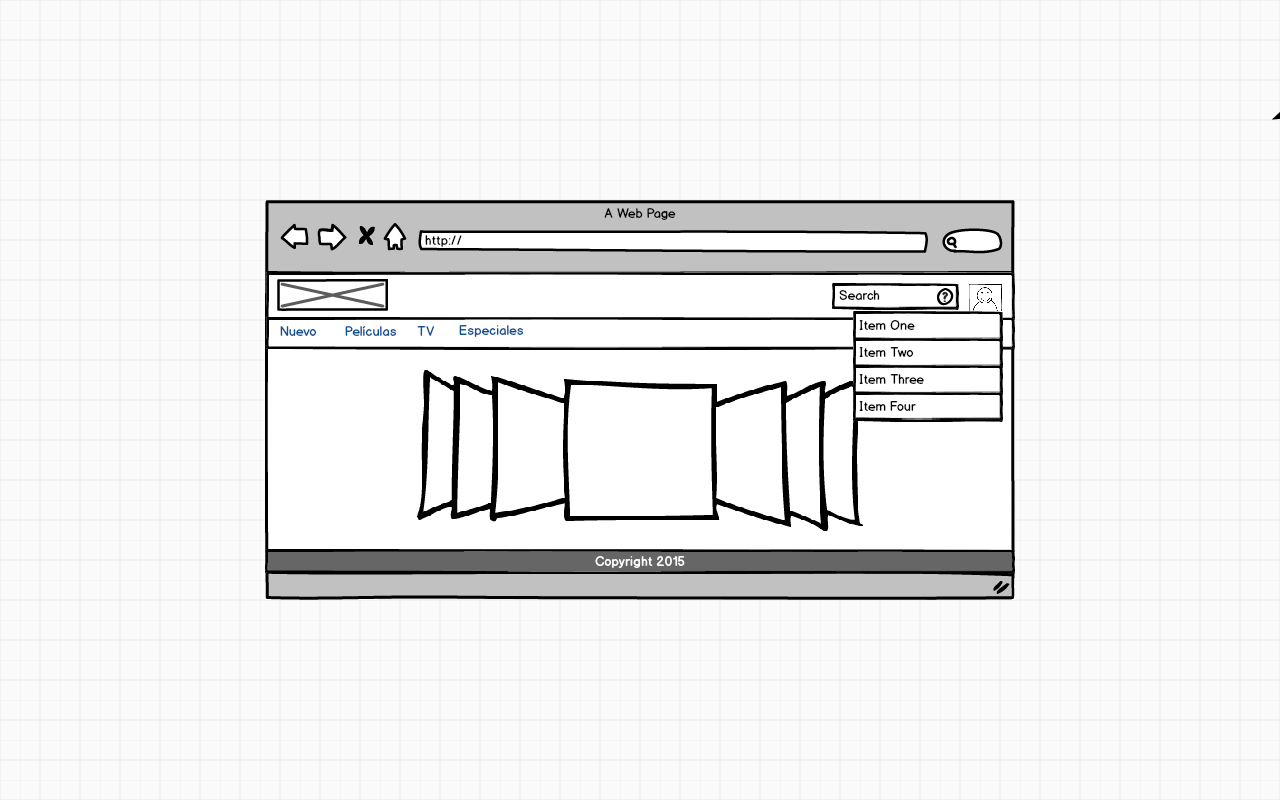 A Web Page
http://
Search
?
Nuevo Películas TV Especiales
Item One
Item Two
Item Three
Item Four
Copyright 2015